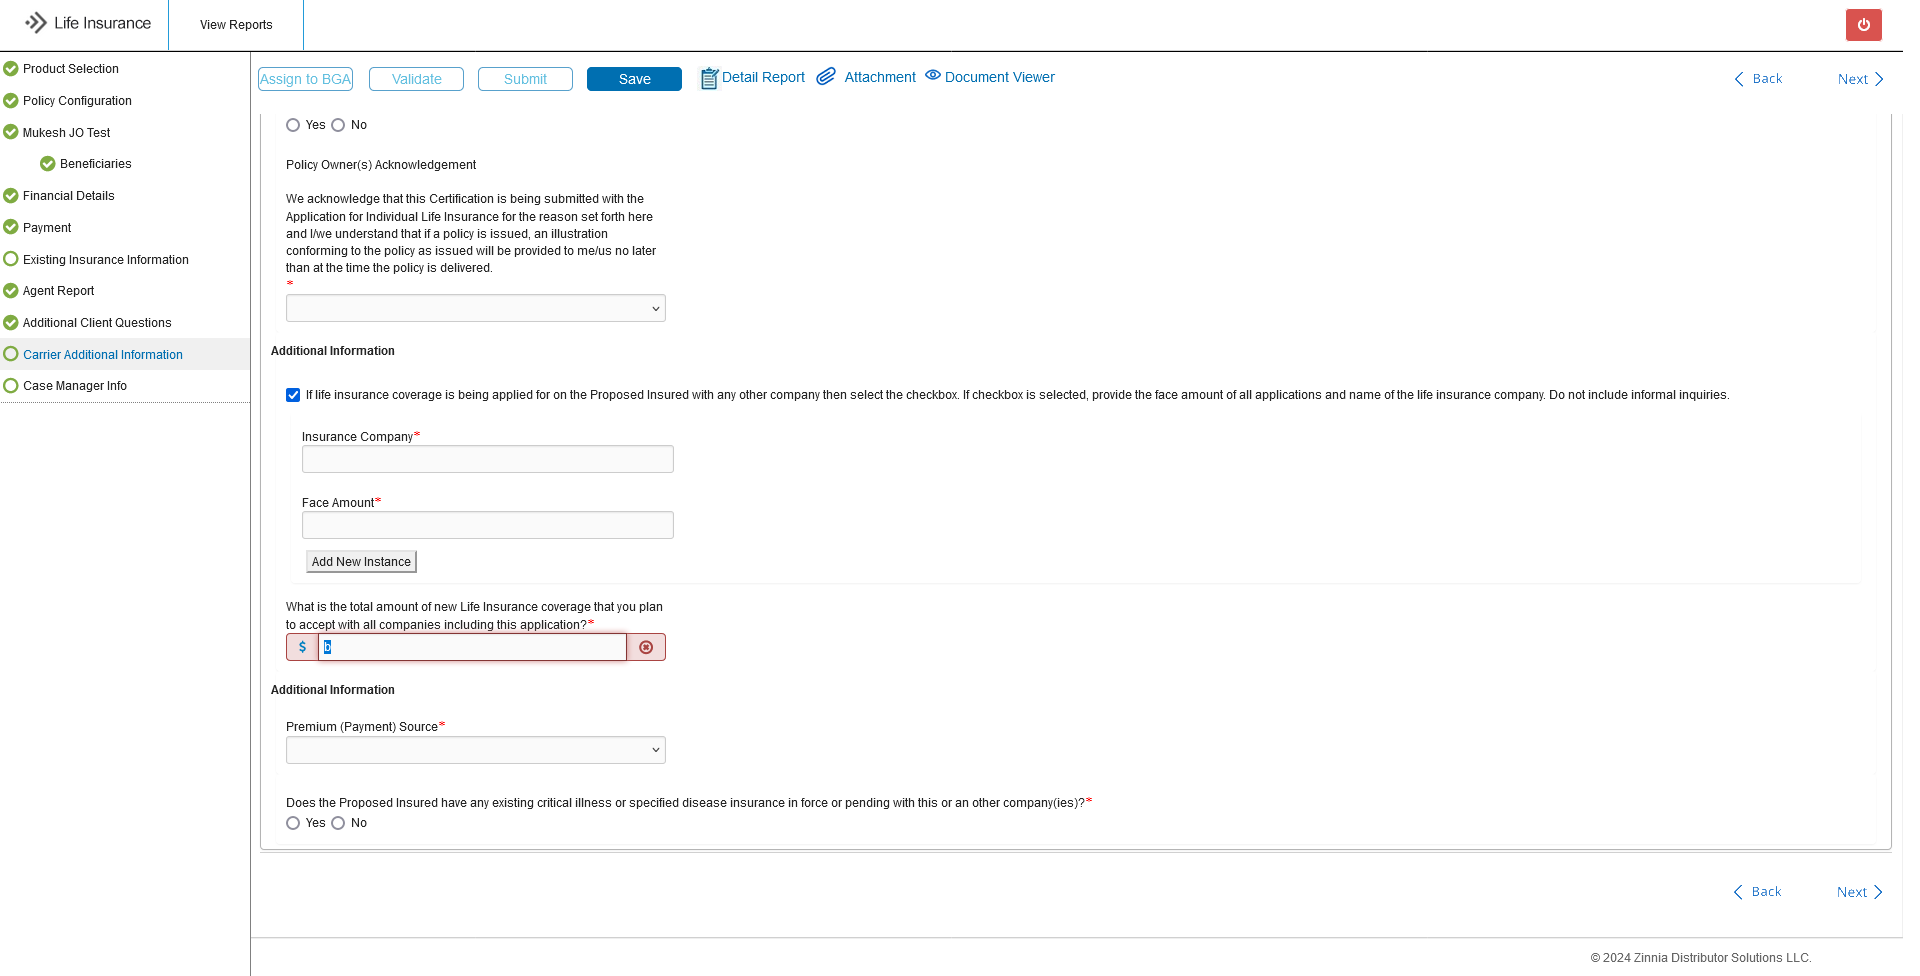 Life Insurance
View Reports
Product Selection
Policy Configuration
Mukesh JO Test
Beneficiaries
Financial Details
Payment
Existing Insurance Information
Agent Report
Additional Client Questions
Carrier Additional Information
Case Manager Info
Assign to BGA
Validate
Submit
Save
Detail Report
Attachment
Document Viewer
Back
Next
Yes No
Policy Owner(s) Acknowledgement
We acknowledge that this Certification is being submitted with the
Application for Individual Life Insurance for the reason set forth here
and I/we understand that if a policy is issued, an illustration
conforming to the policy as issued will be provided to me/us no later
than at the time the policy is delivered.
*
Additional Information
If life insurance coverage is being applied for on the Proposed Insured with any other company then select the checkbox. If checkbox is selected, provide the face amount of all applications and name of the life insurance company. Do not include informal inquiries.
Insurance Company*
Face Amount*
Add New Instance
What is the total amount of new Life Insurance coverage that you plan
to accept with all companies including this application?*
$ b
Additional Information
Premium (Payment) Source*
Does the Proposed Insured have any existing critical illness or specified disease insurance in force or pending with this or an other company(ies)?*
Yes No
Back
Next
© 2024 Zinnia Distributor Solutions LLC.